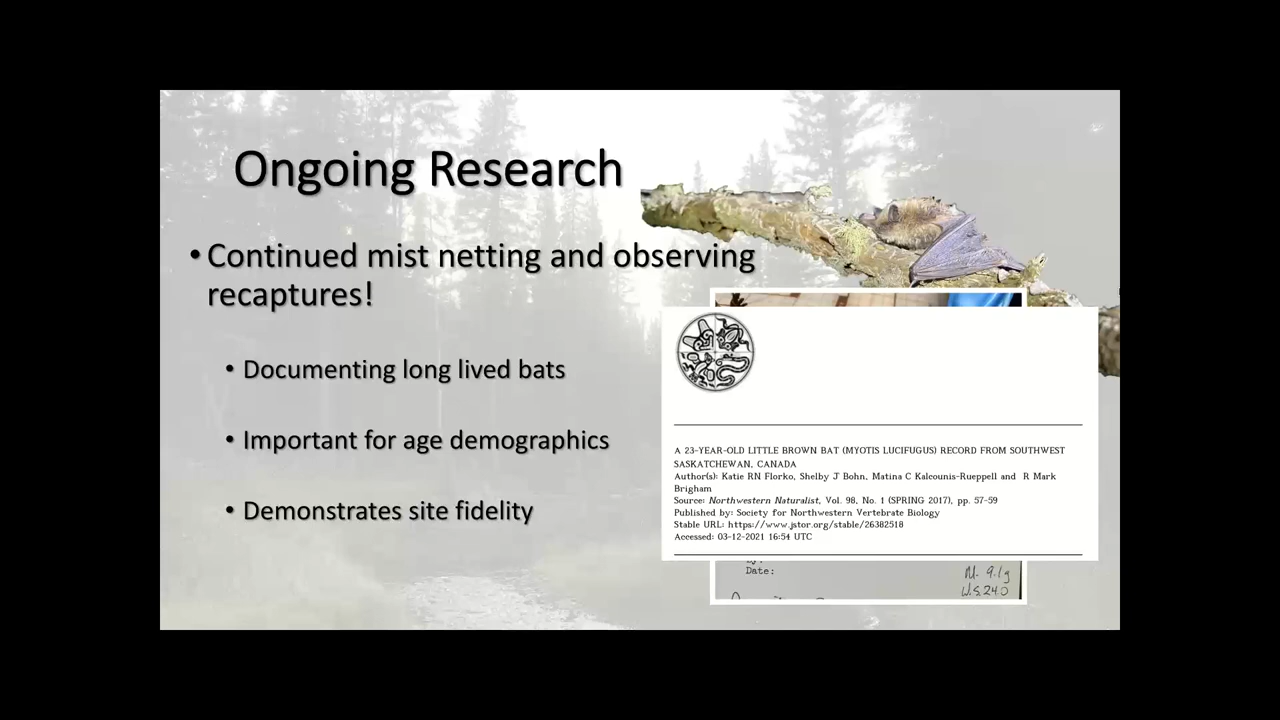 Ongoing Research
• Continued mist netting and observing
recaptures!
• Documenting long lived bats
• Important for age demographics
• Demonstrates site fidelity
A 23-YEAR-OLD LITTLE BROWN BAT (MYOTIS LUCIFUGUS) RECORD FROM SOUTHWEST
SASKATCHEWAN, CANADA
Author(s): Katie RN Florko, Shelby J Bohn, Matina C Kalcounis-Rueppell and R Mark
Brigham
Source: Northwestern Naturalist, Vol. 98, No. 1 (SPRING 2017), pp. 57-59
Published by: Society for Northwestern Vertebrate Biology
Stable URL: https://www.jstor.org/stable/26382518
Accessed: 03-12-2021 16:54 UTC
Date:
M. 9.1g
W.S. 240